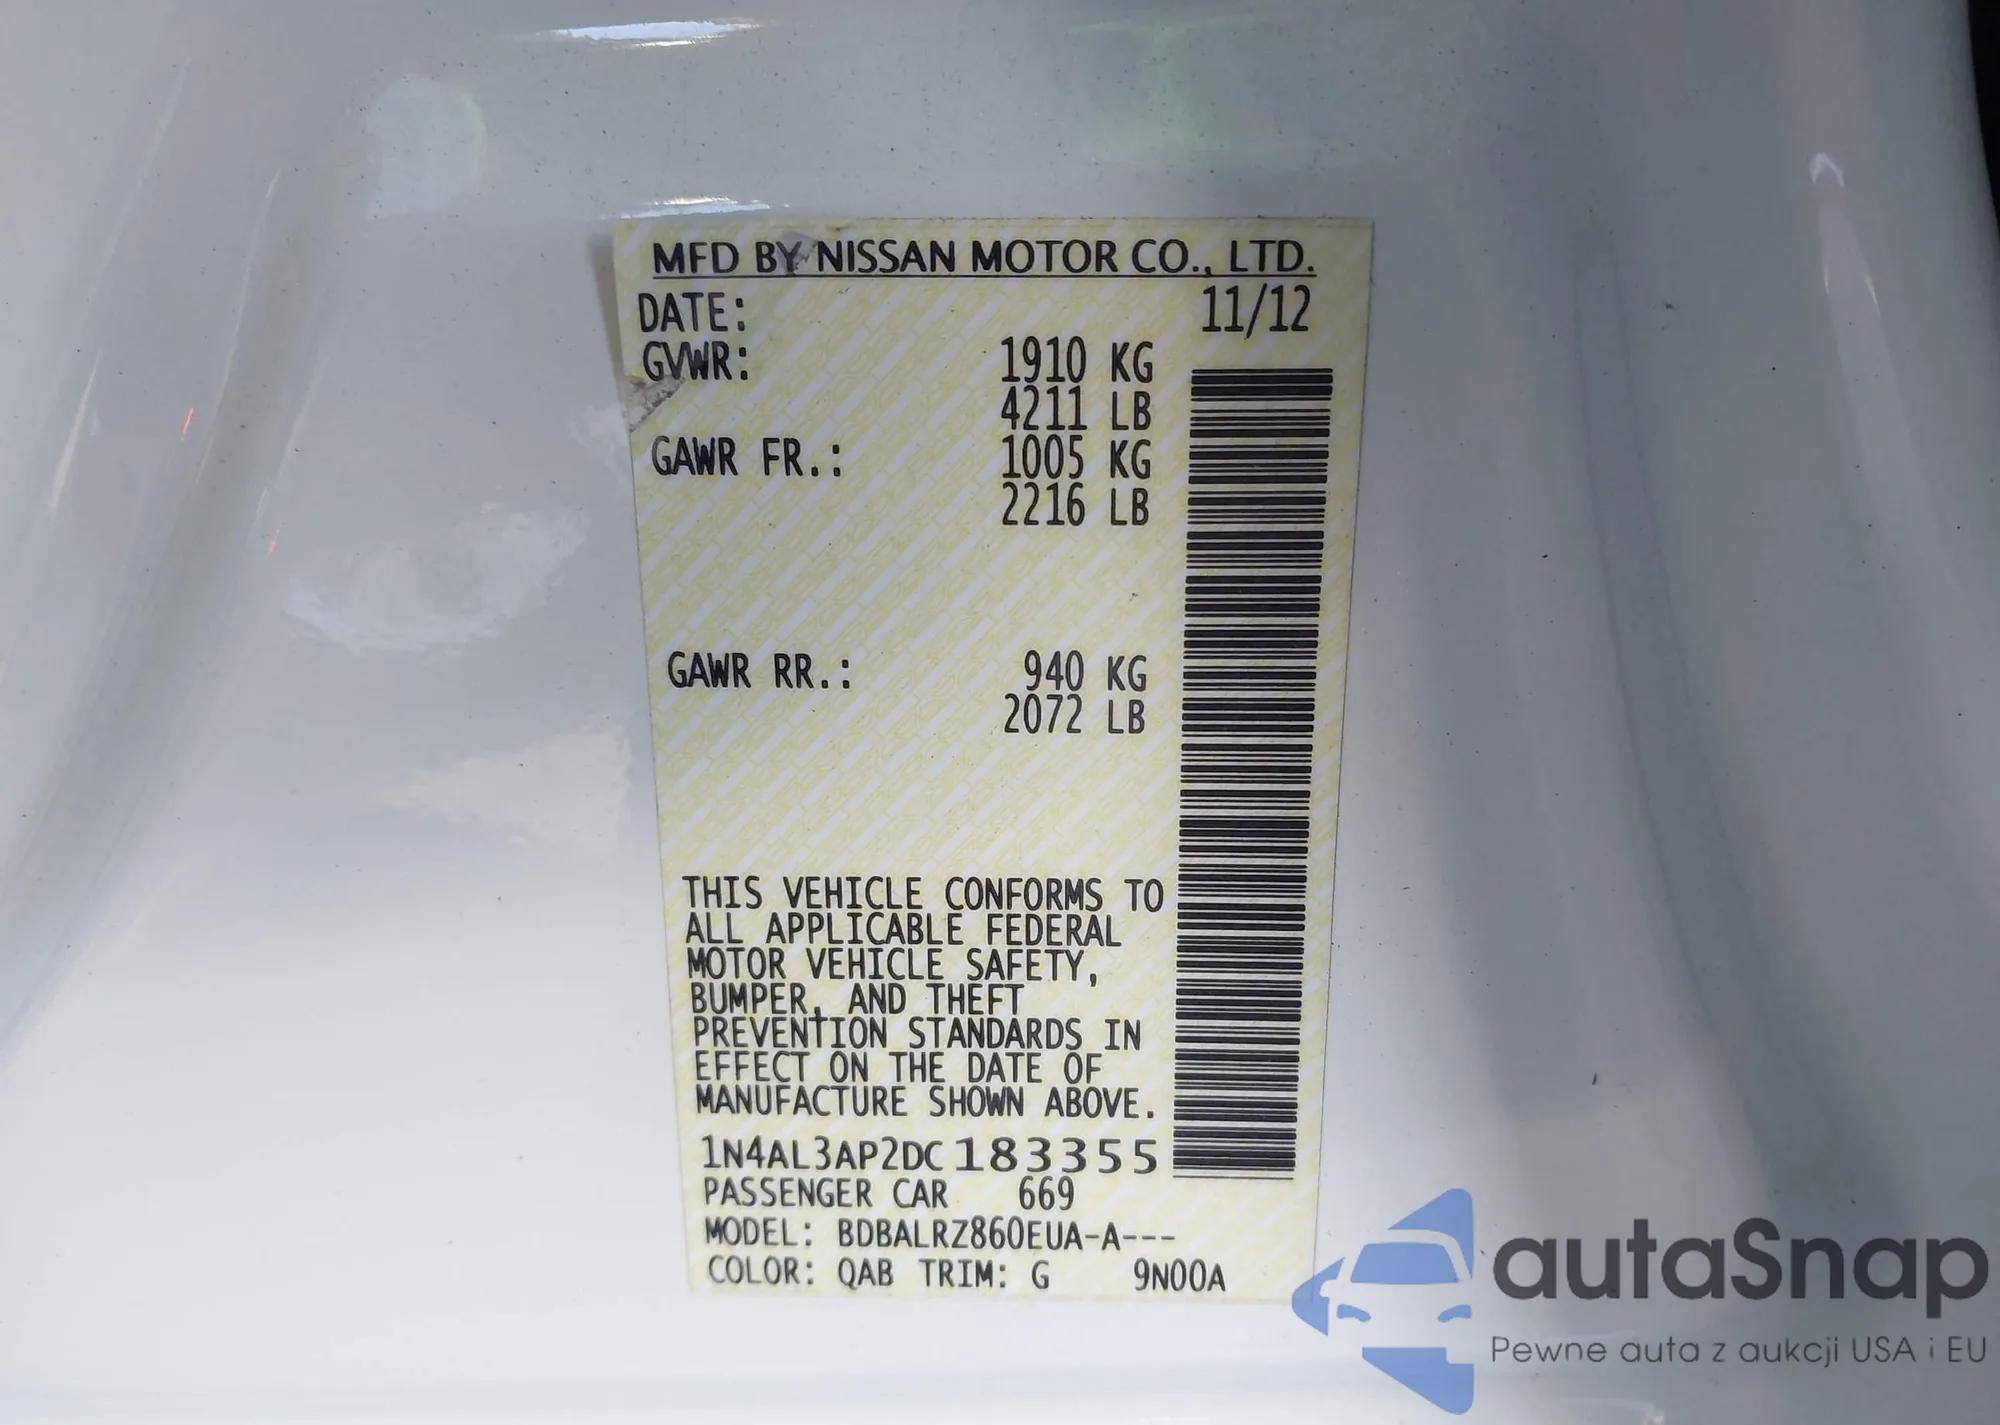 MFD BY NISSAN MOTOR CO., LTD.
DATE: 11/12
GVWR: 1910 KG
4211 LB
GAWR FR.: 1005 KG
2216 LB
GAWR RR.: 940 KG
2072 LB
THIS VEHICLE CONFORMS TO
ALL APPLICABLE FEDERAL
MOTOR VEHICLE SAFETY,
BUMPER, AND THEFT
PREVENTION STANDARDS IN
EFFECT ON THE DATE OF
MANUFACTURE SHOWN ABOVE.
1N4AL3AP2DC183355
PASSENGER CAR 669
MODEL: BDBALRZ860EUA-A---
COLOR: QAB TRIM: G 9N00A
autaSnap
Pewne auta z aukcji USA i EU